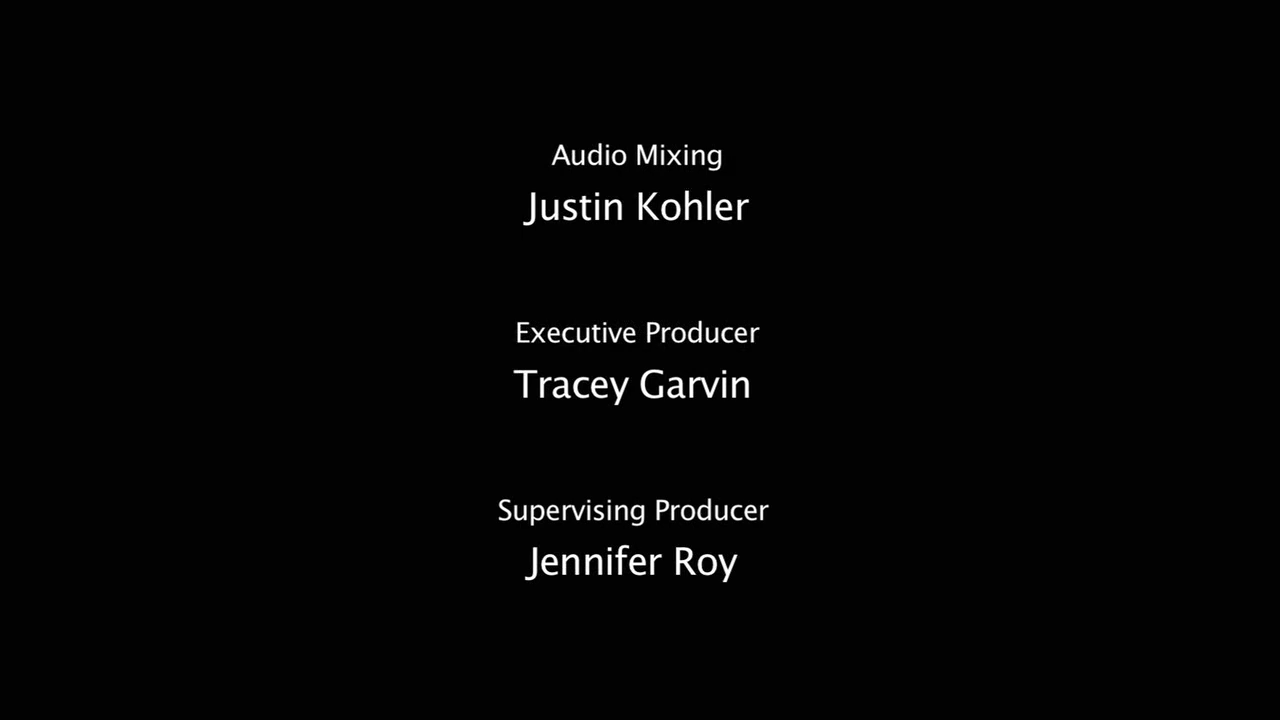 Audio Mixing
Justin Kohler
Executive Producer
Tracey Garvin
Supervising Producer
Jennifer Roy